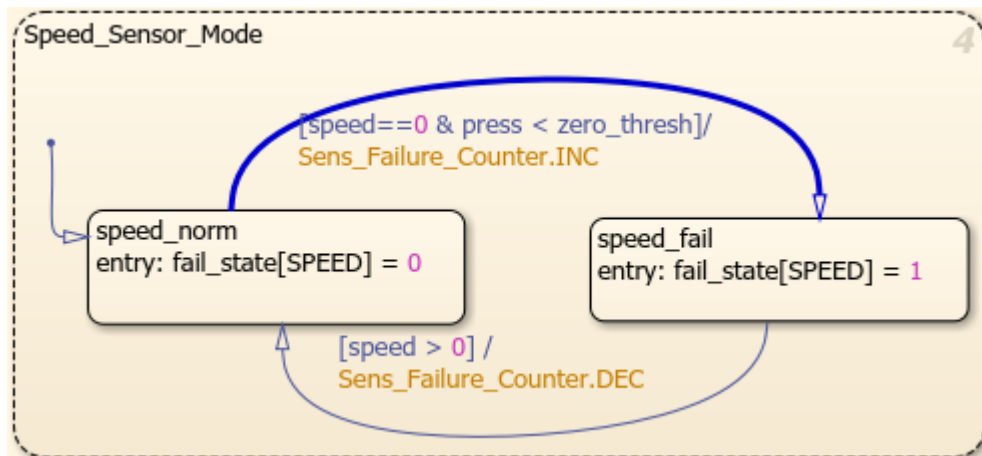 Speed_Sensor_Mode
4
[speed==0 & press < zero_thresh]/
Sens_Failure_Counter.INC
speed_norm
entry: fail_state[SPEED] = 0
speed_fail
entry: fail_state[SPEED] = 1
[speed > 0] /
Sens_Failure_Counter.DEC